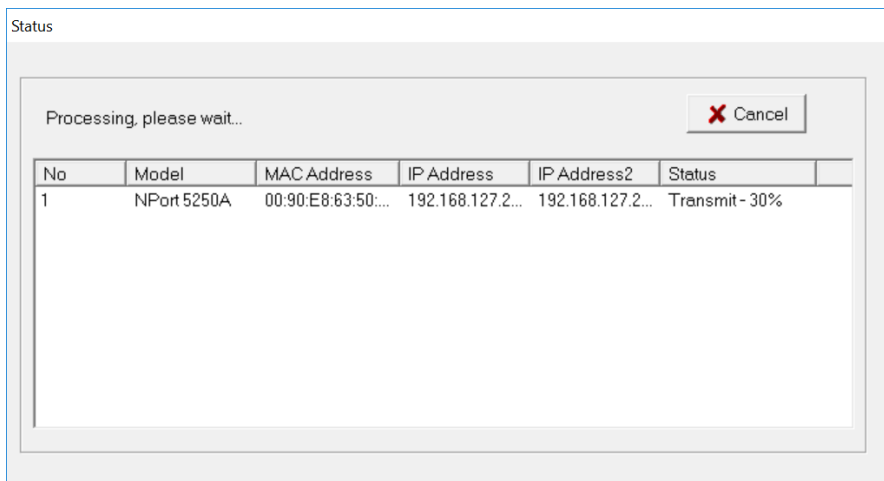 Status
Processing, please wait...
Cancel
No Model MAC Address IP Address IP Address2 Status
1 NPort 5250A 00:90:E8:63:50:... 192.168.127.2... 192.168.127.2... Transmit - 30%